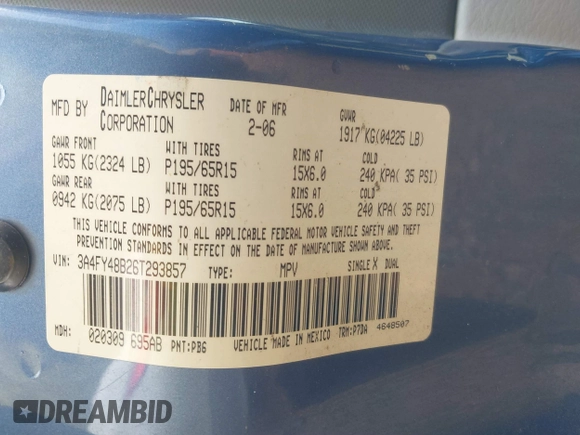 MFD BY DAIMLERCHRYSLER CORPORATION DATE OF MFR 2-06 GVWR 1917 KG(04225 LB)
GAWR FRONT WITH TIRES RIMS AT COLD
1055 KG(2324 LB) P195/65R15 15X6.0 240 KPA( 35 PSI)
GAWR REAR WITH TIRES RIMS AT COLD
0942 KG(2075 LB) P195/65R15 15X6.0 240 KPA( 35 PSI)
THIS VEHICLE CONFORMS TO ALL APPLICABLE FEDERAL MOTOR VEHICLE SAFETY AND THEFT
PREVENTION STANDARDS IN EFFECT ON THE DATE OF MANUFACTURE SHOWN ABOVE.
VIN: 3A4FY48B26T293857 TYPE: MPV SINGLE X DUAL
MDH: 020309 695AB PNT:PB6 VEHICLE MADE IN MEXICO TRM:P7DA 4648507
DREAMBID